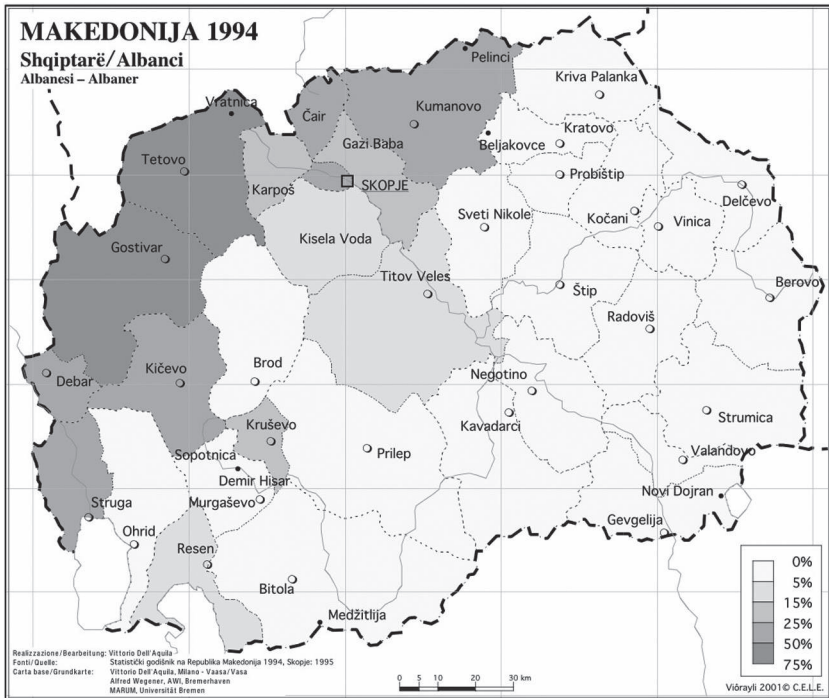 MAKEDONIJA 1994
Shqiptarë/Albanci
Albanesi – Albaner
Pelinci
Kriva Palanka
Vratnica
Čair
Kumanovo
Gazi Baba
Beljakovce
Kratovo
Tetovo
Karpoš
SKOPJE
Probištip
Delčevo
Sveti Nikole
Kočani
Vinica
Gostivar
Kisela Voda
Titov Veles
Štip
Berovo
Radoviš
Debar
Kičevo
Brod
Negotino
Kavadarci
Strumica
Kruševo
Sopotnica
Prilep
Valandovo
Demir Hisar
Murgaševo
Novi Dojran
Struga
Ohrid
Gevgelija
Resen
Bitola
Medžitlija
0%
5%
15%
25%
50%
75%
Realizzazione/Bearbeitung: Vittorio Dell'Aquila
Fonti/Quelle: Statistički godišnik na Republika Makedonija 1994, Skopje: 1995
Carta base/Grundkarte: Vittorio Dell'Aquila, Milano - Vaasa/Vasa
Alfred Wegener, AWI, Bremerhaven
MARUM, Universität Bremen
0 5 10 20 30 km
Viôrayli 2001© C.E.L.E.